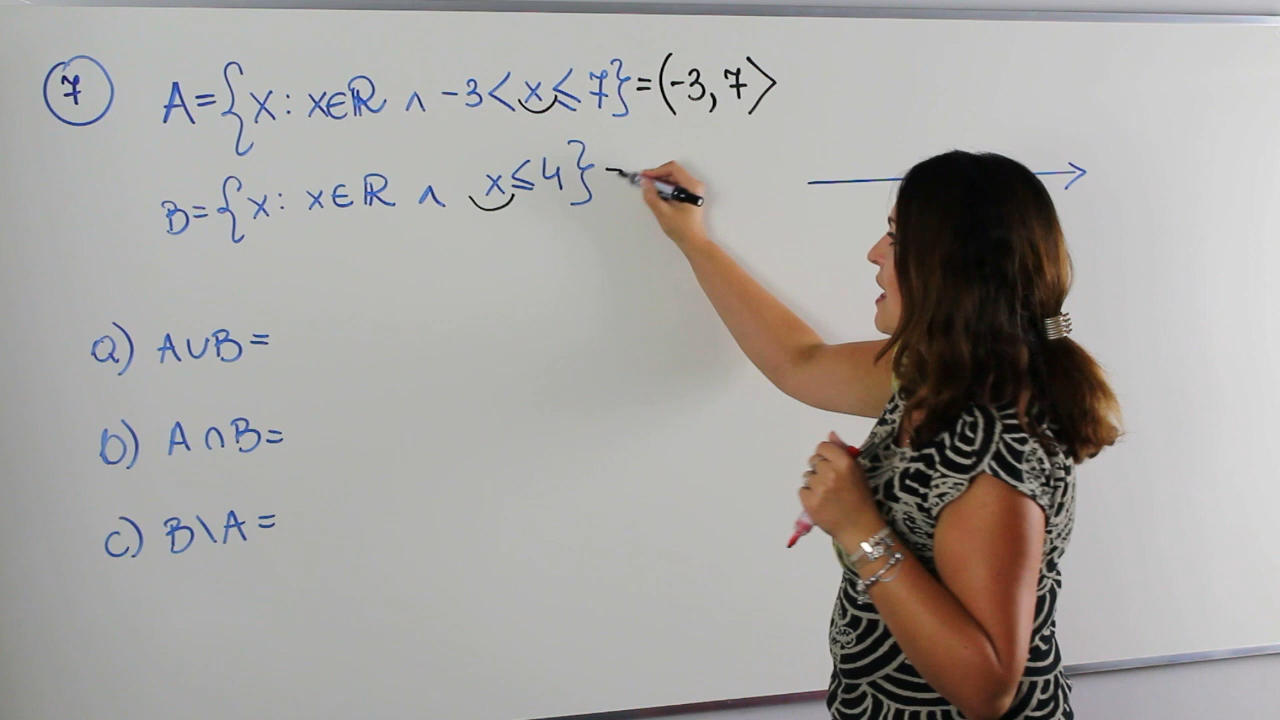 7 A={x: x∈ℝ ∧ -3<x≤7}=(-3,7⟩
B={x: x∈ℝ ∧ x≤4}
a) A∪B=
b) A∩B=
c) B\A=